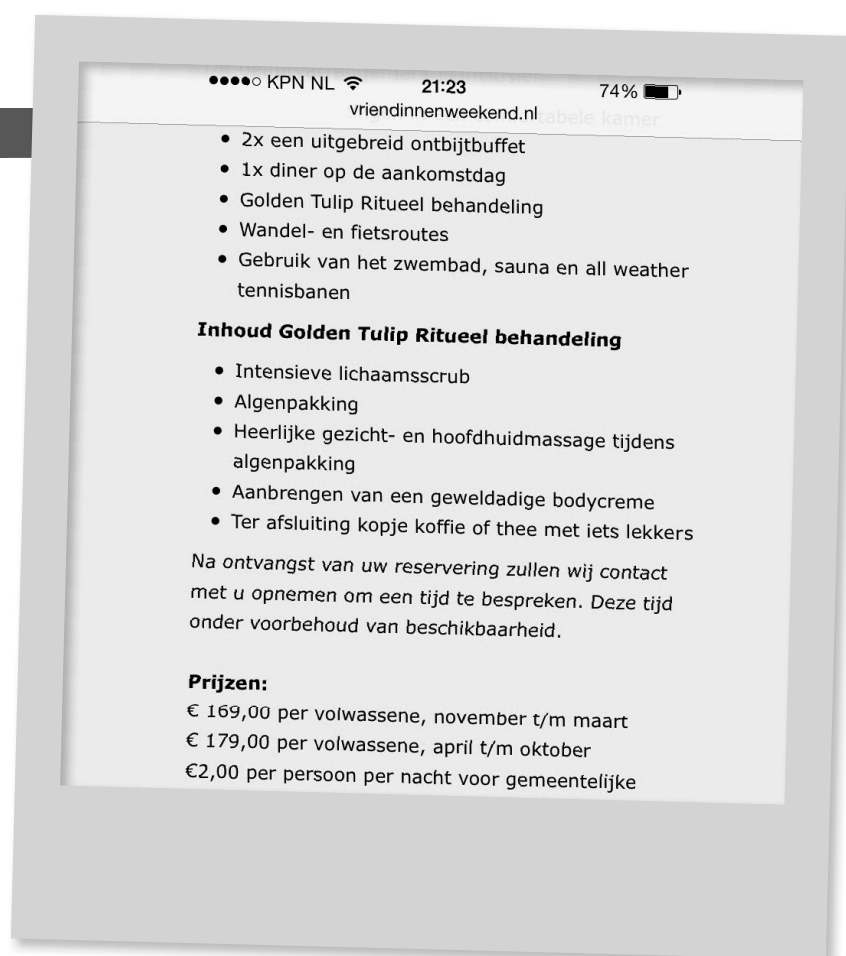 ●●●●○ KPN NL 21:23 74%
vriendinnenweekend.nl
tabele kamer
• 2x een uitgebreid ontbijtbuffet
• 1x diner op de aankomstdag
• Golden Tulip Ritueel behandeling
• Wandel- en fietsroutes
• Gebruik van het zwembad, sauna en all weather
tennisbanen
Inhoud Golden Tulip Ritueel behandeling
• Intensieve lichaamsscrub
• Algenpakking
• Heerlijke gezicht- en hoofdhuidmassage tijdens
algenpakking
• Aanbrengen van een geweldadige bodycreme
• Ter afsluiting kopje koffie of thee met iets lekkers
Na ontvangst van uw reservering zullen wij contact
met u opnemen om een tijd te bespreken. Deze tijd
onder voorbehoud van beschikbaarheid.
Prijzen:
€ 169,00 per volwassene, november t/m maart
€ 179,00 per volwassene, april t/m oktober
€2,00 per persoon per nacht voor gemeentelijke